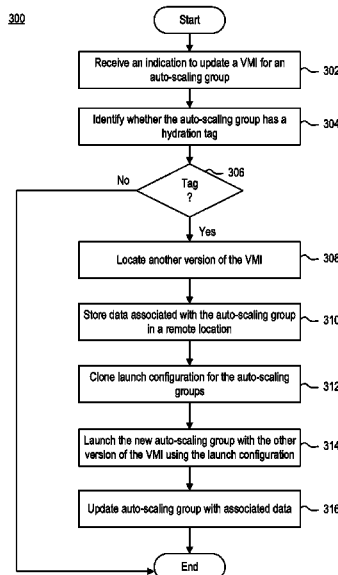 300
Start
Receive an indication to update a VMI for an
auto-scaling group
302
Identify whether the auto-scaling group has a
hydration tag
304
306
No
Tag
?
Yes
Locate another version of the VMI
308
Store data associated with the auto-scaling group
in a remote location
310
Clone launch configuration for the auto-scaling
groups
312
Launch the new auto-scaling group with the other
version of the VMI using the launch configuration
314
Update auto-scaling group with associated data
316
End